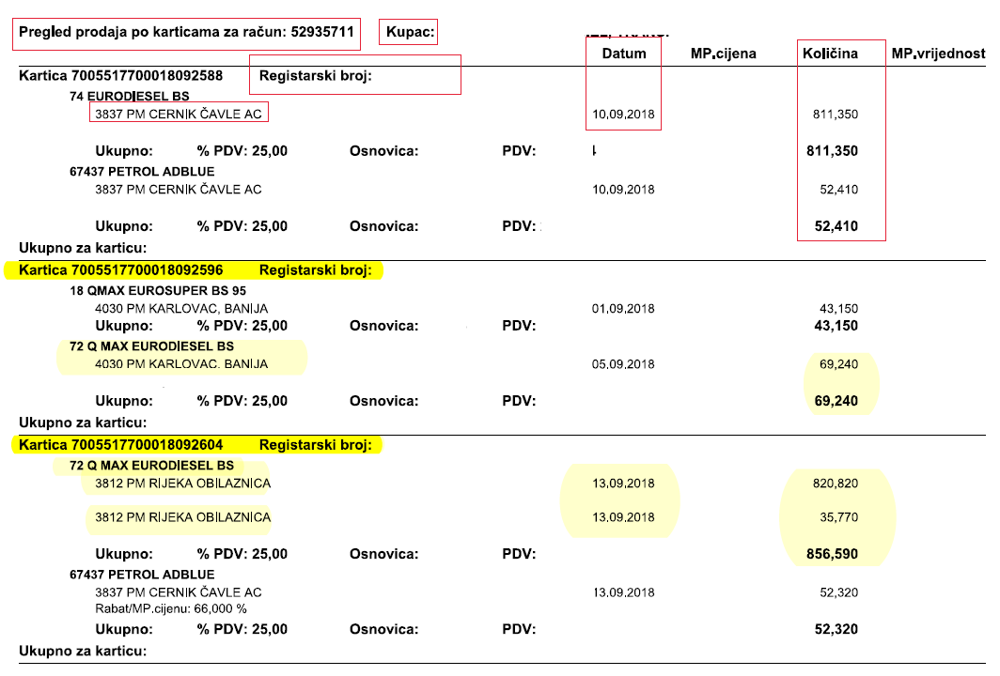 Pregled prodaja po karticama za račun: 52935711 Kupac:
Datum MP.cijena Količina MP.vrijednost
Kartica 7005517700018092588 Registarski broj:
74 EURODIESEL BS
3837 PM CERNIK ČAVLE AC 10.09.2018 811,350
Ukupno: % PDV: 25,00 Osnovica: PDV: 811,350
67437 PETROL ADBLUE
3837 PM CERNIK ČAVLE AC 10.09.2018 52,410
Ukupno: % PDV: 25,00 Osnovica: PDV: 52,410
Ukupno za karticu:
Kartica 7005517700018092596 Registarski broj:
18 QMAX EUROSUPER BS 95
4030 PM KARLOVAC, BANIJA 01.09.2018 43,150
Ukupno: % PDV: 25,00 Osnovica: PDV: 43,150
72 Q MAX EURODIESEL BS
4030 PM KARLOVAC. BANIJA 05.09.2018 69,240
Ukupno: % PDV: 25,00 Osnovica: PDV: 69,240
Ukupno za karticu:
Kartica 7005517700018092604 Registarski broj:
72 Q MAX EURODIESEL BS
3812 PM RIJEKA OBILAZNICA 13.09.2018 820,820
3812 PM RIJEKA OBILAZNICA 13.09.2018 35,770
Ukupno: % PDV: 25,00 Osnovica: PDV: 856,590
67437 PETROL ADBLUE
3837 PM CERNIK ČAVLE AC 13.09.2018 52,320
Rabat/MP.cijenu: 66,000 %
Ukupno: % PDV: 25,00 Osnovica: PDV: 52,320
Ukupno za karticu: